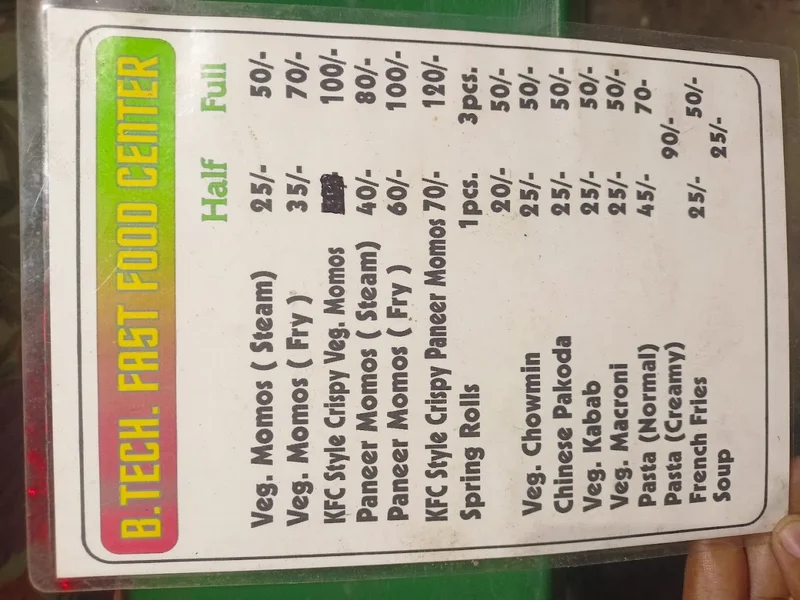 B.TECH. FAST FOOD CENTER
Half Full
Veg. Momos ( Steam) 25/- 50/-
Veg. Momos ( Fry ) 35/- 70/-
KFC Style Crispy Veg. Momos 100/-
Paneer Momos ( Steam) 40/- 80/-
Paneer Momos ( Fry ) 60/- 100/-
KFC Style Crispy Paneer Momos 70/- 120/-
Spring Rolls 1pcs. 3pcs.
20/- 50/-
Veg. Chowmin 25/- 50/-
Chinese Pakoda 25/- 50/-
Veg. Kabab 25/- 50/-
Veg. Macroni 25/- 50/-
Pasta (Normal) 45/- 70-
Pasta (Creamy) 90/-
French Fries 25/- 50/-
Soup 25/-